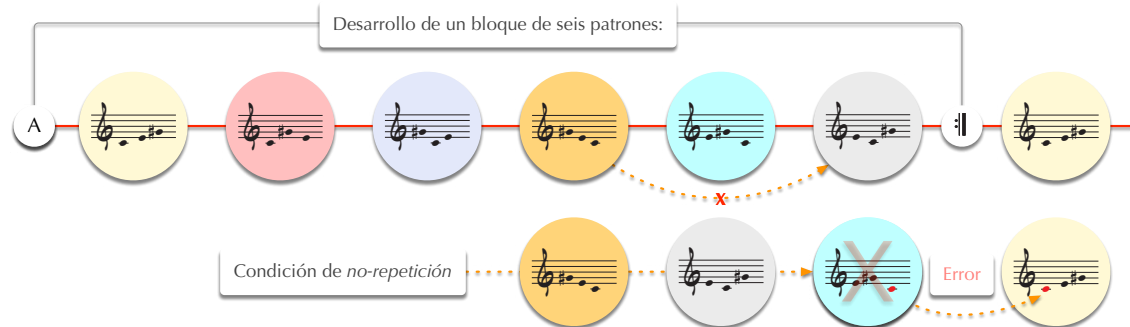 Desarrollo de un bloque de seis patrones:
A
x
Condición de no-repetición
X
Error